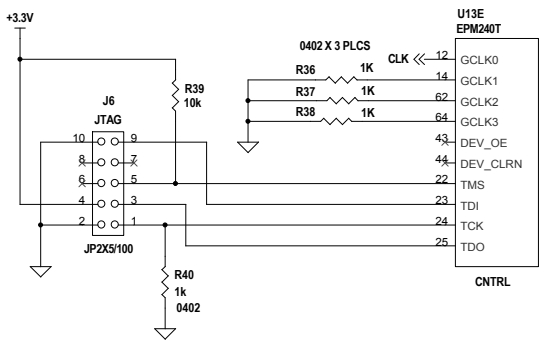 +3.3V
U13E
EPM240T
0402 X 3 PLCS
CLK
12
GCLK0
R36
1K
14
GCLK1
R39
10k
R37
1K
62
GCLK2
R38
1K
64
GCLK3
J6
JTAG
43
DEV_OE
10
9
8
7
44
DEV_CLRN
6
5
22
TMS
4
3
23
TDI
2
1
24
TCK
25
TDO
JP2X5/100
R40
1k
0402
CNTRL